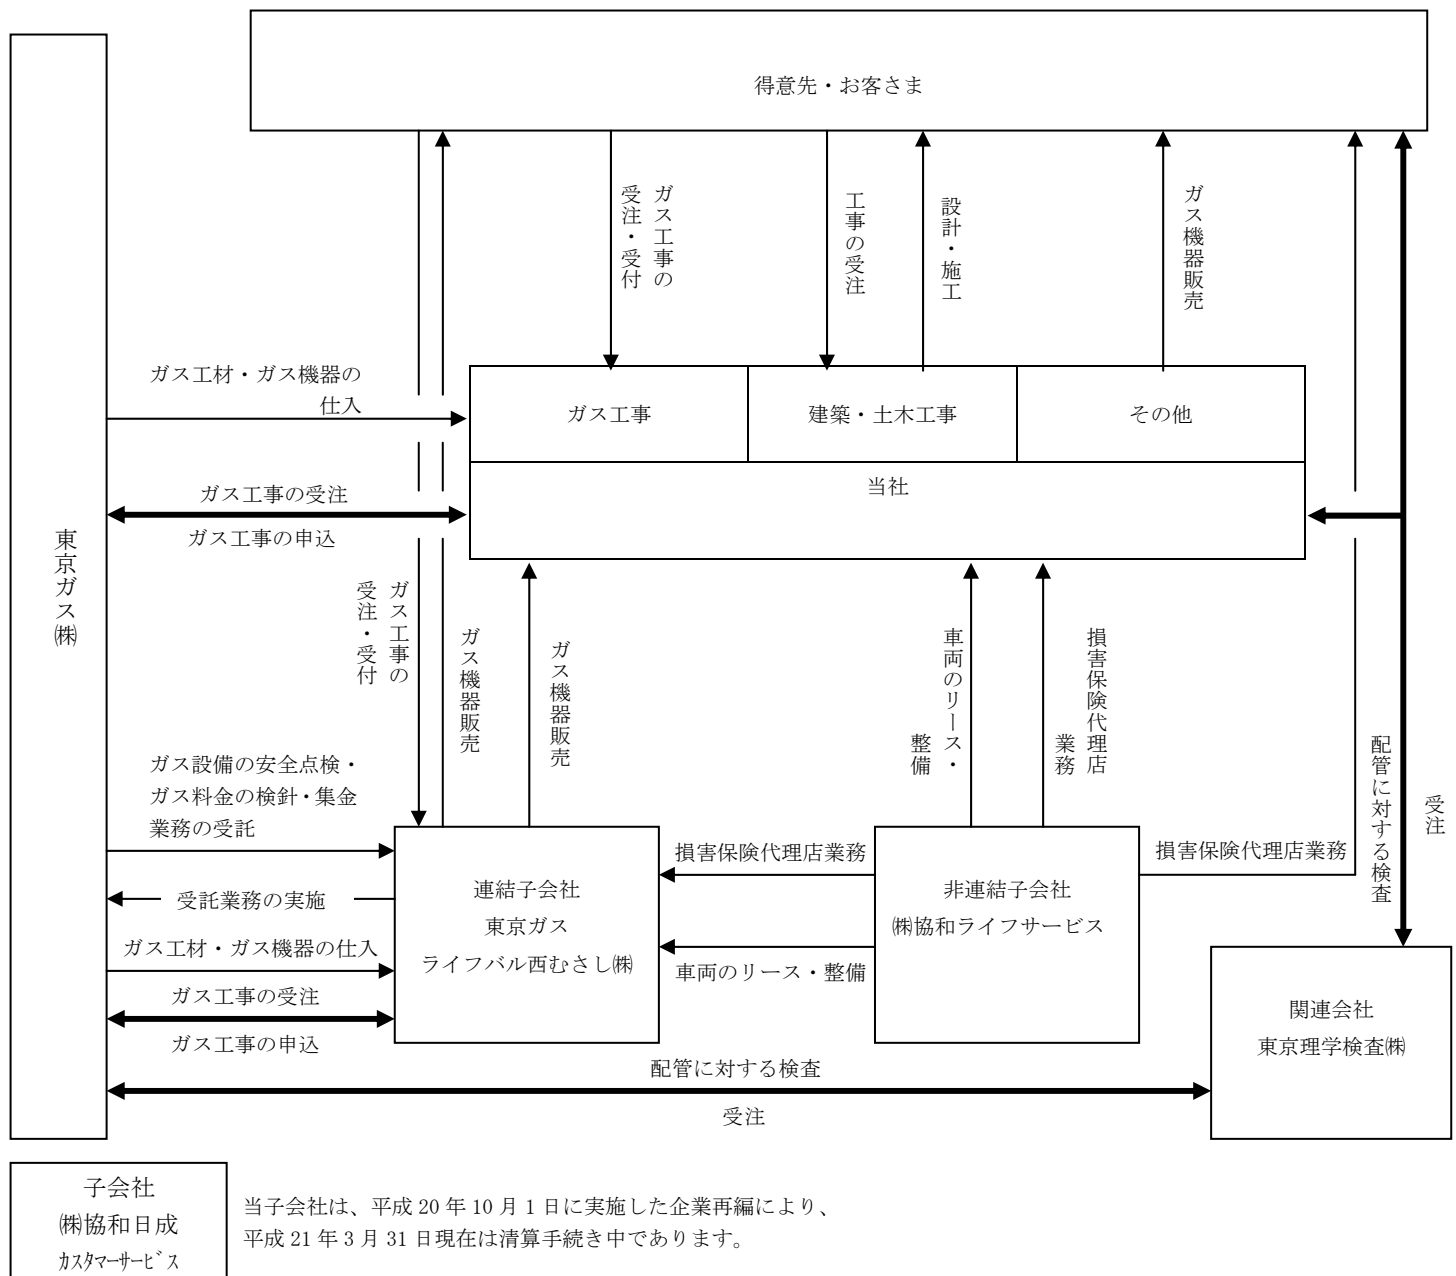 得意先・お客さま
東京ガス㈱
ガス工事の
受注・受付
工事の受注
設計・施工
ガス機器販売
ガス工材・ガス機器の
仕入
ガス工事
建築・土木工事
その他
当社
ガス工事の受注
ガス工事の申込
ガス工事の
受注・受付
ガス機器販売
ガス機器販売
車両のリース・
整備
損害保険代理店
業務
配管に対する検査
受注
ガス設備の安全点検・
ガス料金の検針・集金
業務の受託
受託業務の実施
ガス工材・ガス機器の仕入
ガス工事の受注
ガス工事の申込
連結子会社
東京ガス
ライフバル西むさし㈱
損害保険代理店業務
車両のリース・整備
非連結子会社
㈱協和ライフサービス
損害保険代理店業務
関連会社
東京理学検査㈱
配管に対する検査
受注
子会社
㈱協和日成
ｶｽﾀﾏｰｻｰﾋﾞｽ
当子会社は、平成 20 年 10 月 1 日に実施した企業再編により、
平成 21 年 3 月 31 日現在は清算手続き中であります。